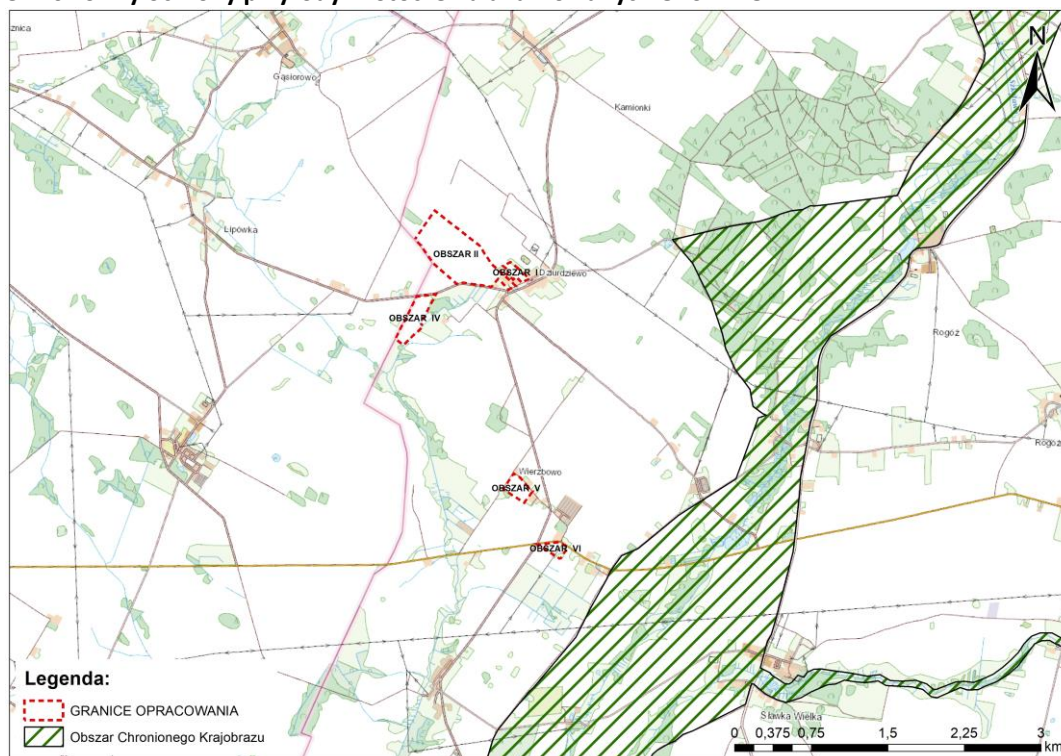 Gąsiorowo
Kamionki
N
Lipówka
OBSZAR II
OBSZAR I
Dziurdziewo
OBSZAR IV
Rogóż
Rogóż
Wierzbowo
OBSZAR V
OBSZAR VI
Legenda:
GRANICE OPRACOWANIA
Obszar Chronionego Krajobrazu
Sławka Wielka
0 0,375 0,75 1,5 2,25 3
km